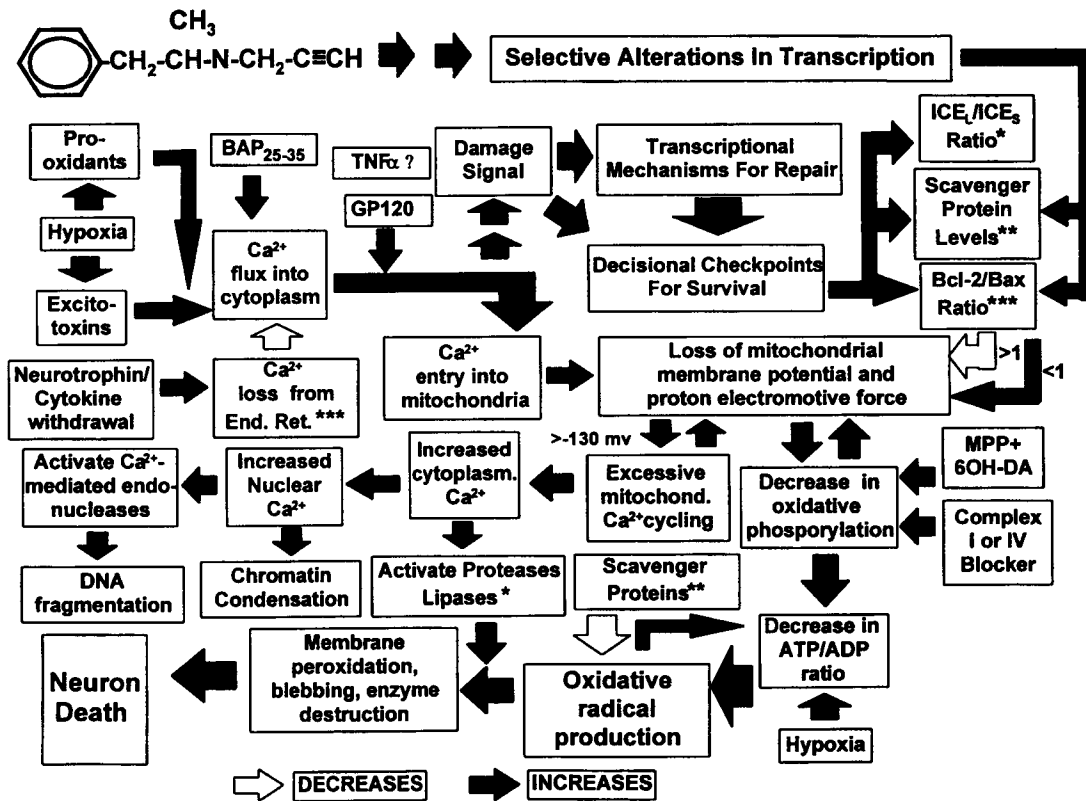 CH3
-CH2-CH-N-CH2-C≡CH
Selective Alterations In Transcription
Pro-
oxidants
BAP25-35
TNFα ?
Damage
Signal
Transcriptional
Mechanisms For Repair
ICEL/ICES
Ratio*
Hypoxia
GP120
Scavenger
Protein
Levels**
Ca2+
flux into
cytoplasm
Decisional Checkpoints
For Survival
Bcl-2/Bax
Ratio***
Excito-
toxins
>1
<1
Neurotrophin/
Cytokine
withdrawal
Ca2+
loss from
End. Ret. ***
Ca2+
entry into
mitochondria
Loss of mitochondrial
membrane potential and
proton electromotive force
>-130 mv
Activate Ca2+-
mediated endo-
nucleases
Increased
Nuclear
Ca2+
Increased
cytoplasm.
Ca2+
Excessive
mitochond.
Ca2+cycling
Decrease in
oxidative
phosporylation
MPP+
6OH-DA
Complex
I or IV
Blocker
DNA
fragmentation
Chromatin
Condensation
Activate Proteases
Lipases *
Scavenger
Proteins**
Neuron
Death
Membrane
peroxidation,
blebbing, enzyme
destruction
Oxidative
radical
production
Decrease in
ATP/ADP
ratio
Hypoxia
DECREASES
INCREASES